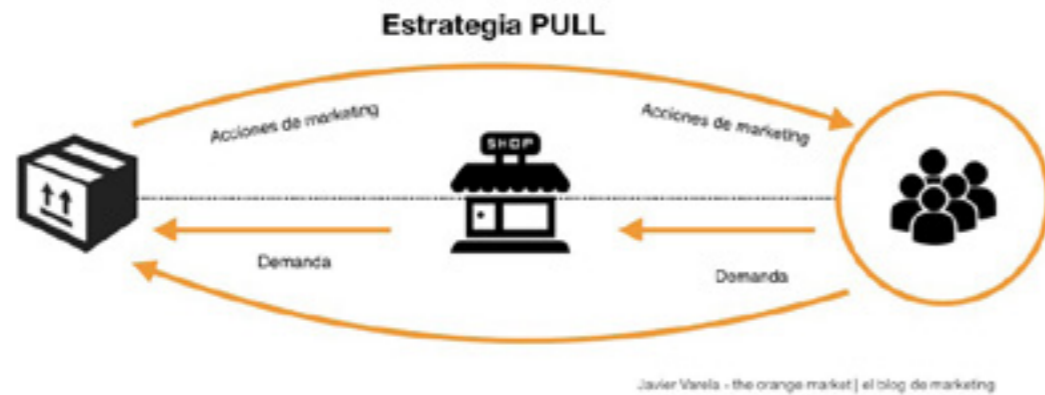 Estrategia PULL
Acciones de marketing
Acciones de marketing
SHOP
Demanda
Demanda
Javier Varela - the orange market | el blog de marketing